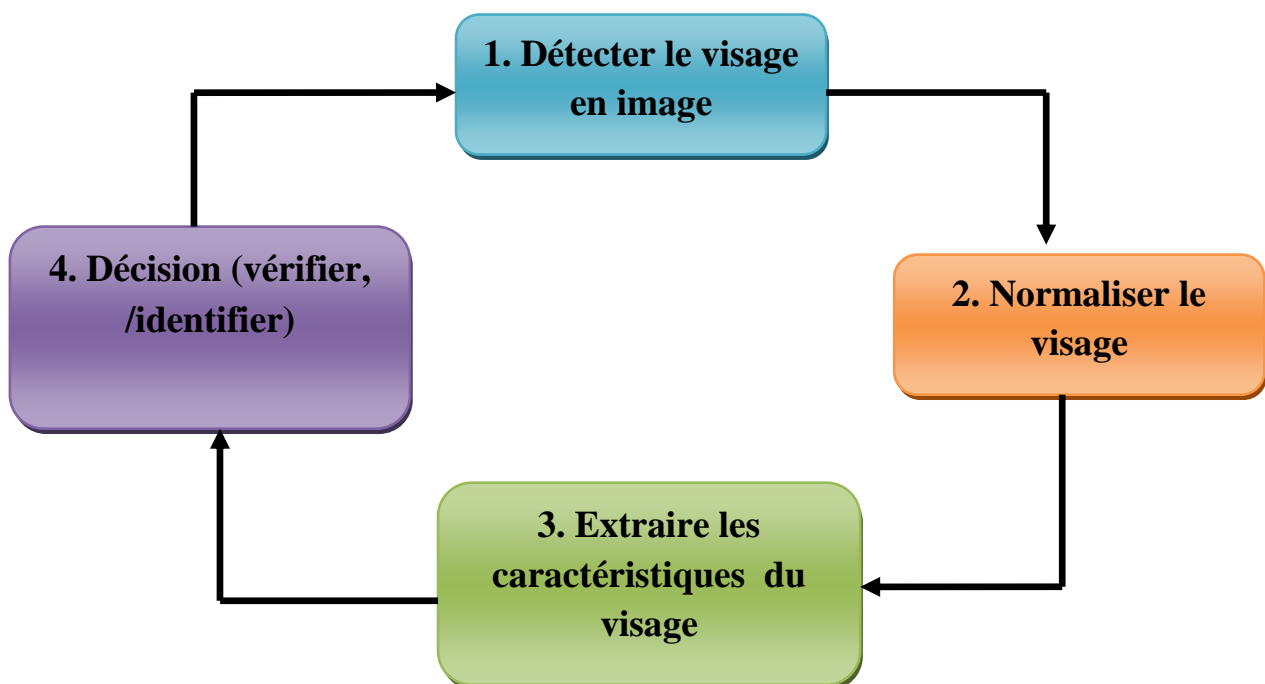 1. Détecter le visage
en image
2. Normaliser le
visage
3. Extraire les
caractéristiques du
visage
4. Décision (vérifier,
/identifier)